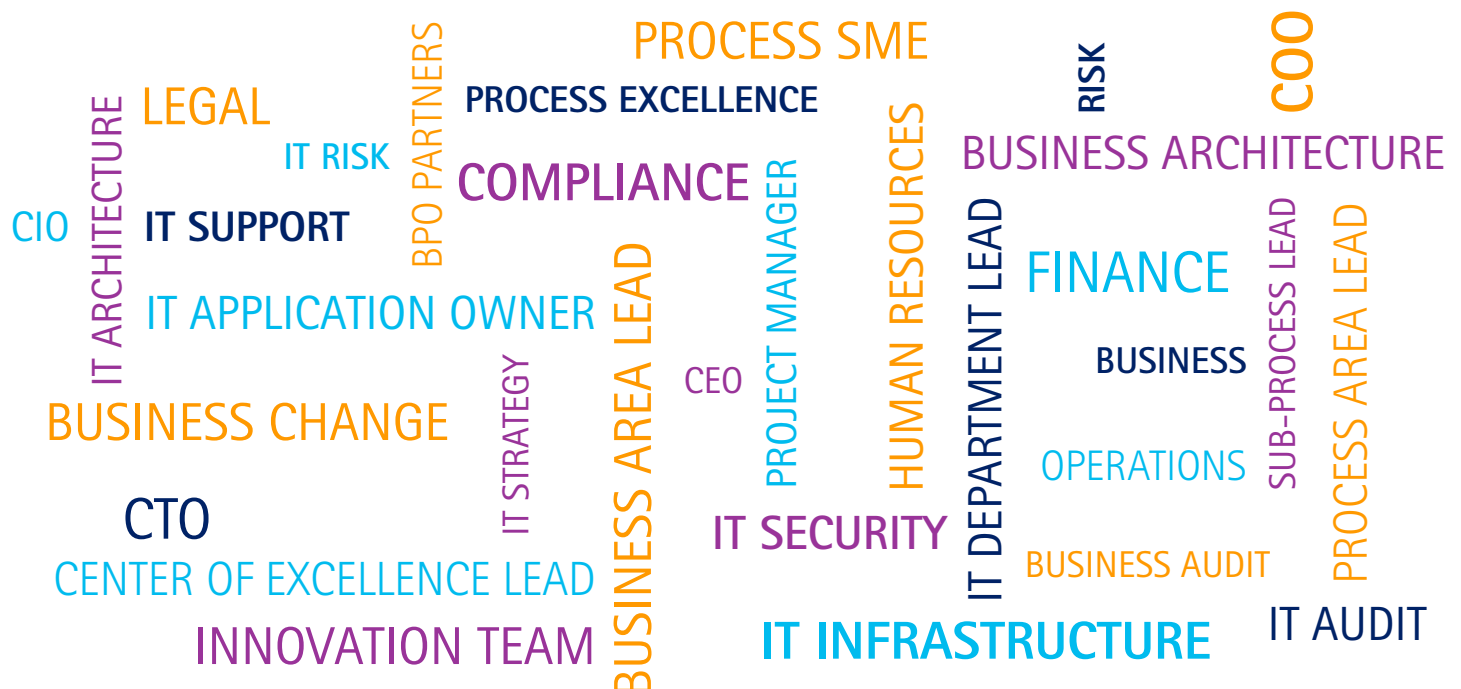 PROCESS SME
COO
BPO PARTNERS
RISK
LEGAL
PROCESS EXCELLENCE
IT ARCHITECTURE
HUMAN RESOURCES
IT RISK
BUSINESS ARCHITECTURE
COMPLIANCE
PROJECT MANAGER
CIO
IT SUPPORT
IT DEPARTMENT LEAD
SUB-PROCESS LEAD
PROCESS AREA LEAD
BUSINESS AREA LEAD
FINANCE
IT APPLICATION OWNER
BUSINESS
IT STRATEGY
CEO
BUSINESS CHANGE
OPERATIONS
CTO
IT SECURITY
BUSINESS AUDIT
CENTER OF EXCELLENCE LEAD
IT AUDIT
INNOVATION TEAM
IT INFRASTRUCTURE